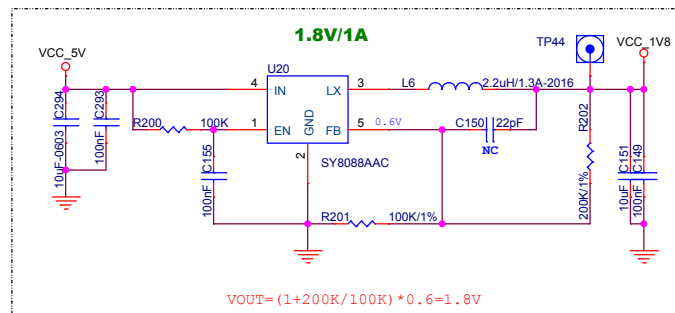 1.8V/1A
VCC_5V
U20
TP44
VCC_1V8
4
IN
LX
3
L6
2.2uH/1.3A-2016
C294
10uF-0603
C293
100nF
R200
100K
1
EN
GND
FB
5
0.6V
C150
22pF
NC
R202
200K/1%
C151
10uF
C149
100nF
C155
100nF
2
SY8088AAC
R201
100K/1%
VOUT=(1+200K/100K)*0.6=1.8V